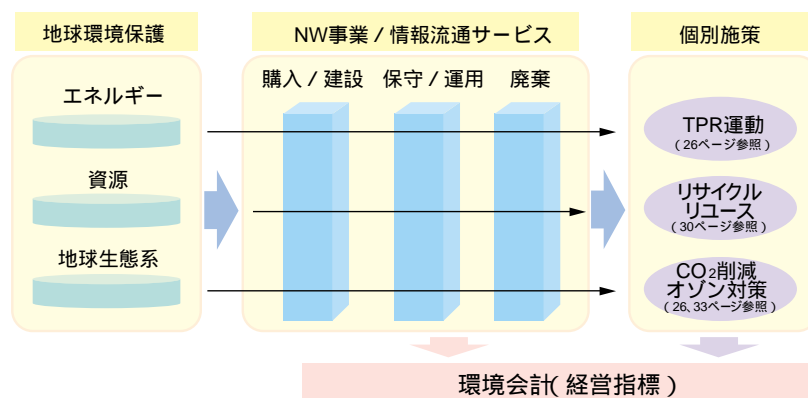 地球環境保護
NW事業 / 情報流通サービス
個別施策
エネルギー
資源
地球生態系
購入 / 建設
保守 / 運用
廃棄
TPR運動
(26ページ参照)
リサイクル
リユース
(30ページ参照)
CO2削減
オゾン対策
(26、33ページ参照)
環境会計( 経営指標 )